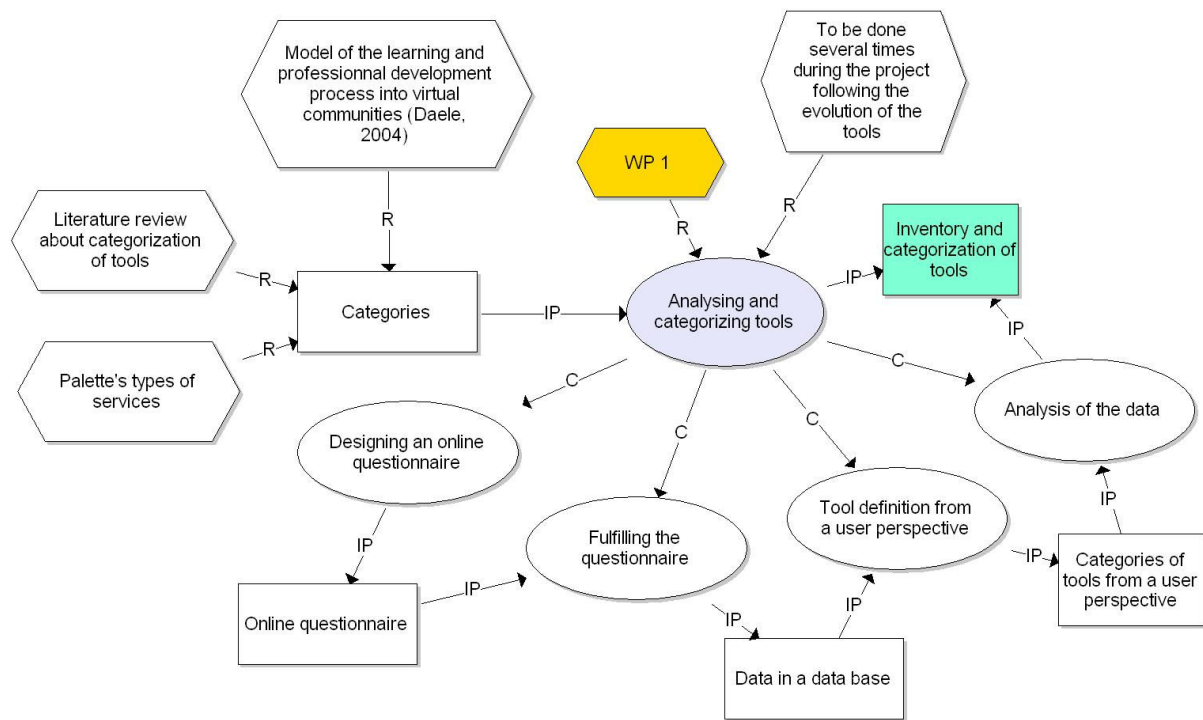 Model of the learning and
professionnal development
process into virtual
communities (Daele,
2004)
To be done
several times
during the project
following the
evolution of the
tools
WP 1
Literature review
about categorization
of tools
R
R
R
Inventory and
categorization of
tools
R
Categories
IP
Analysing and
categorizing tools
IP
IP
R
Palette's types of
services
C
C
C
C
Analysis of the data
Designing an online
questionnaire
Tool definition from
a user perspective
IP
Fulfilling the
questionnaire
IP
IP
Categories of
tools from a user
perspective
Online questionnaire
IP
IP
IP
Data in a data base